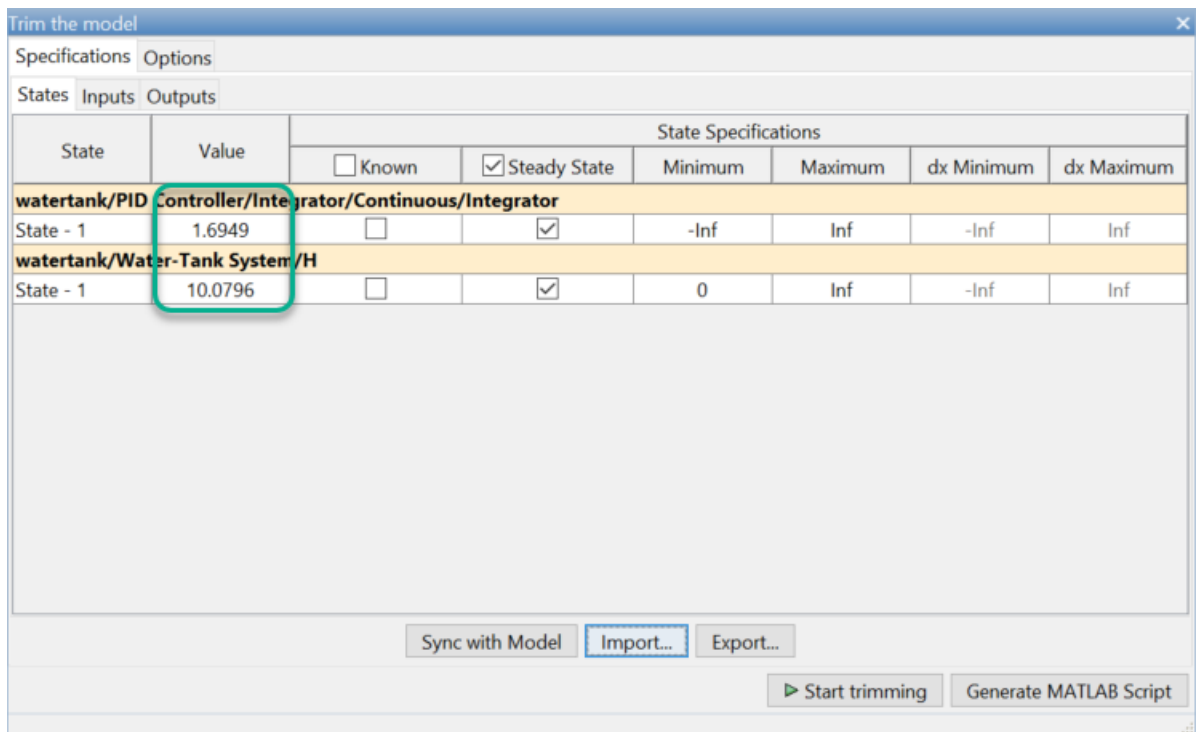 Trim the model
Specifications Options
States Inputs Outputs
State Value State Specifications
Known Steady State Minimum Maximum dx Minimum dx Maximum
watertank/PID Controller/Integrator/Continuous/Integrator
State - 1 1.6949 -Inf Inf -Inf Inf
watertank/Water-Tank System/H
State - 1 10.0796 0 Inf -Inf Inf
Sync with Model Import... Export...
Start trimming Generate MATLAB Script